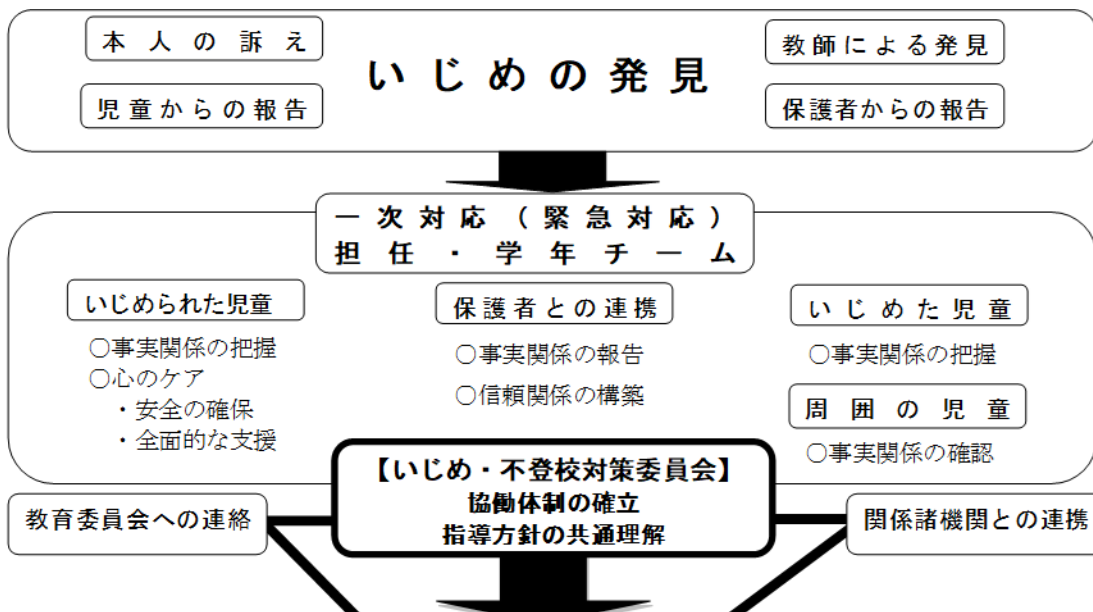 本人の訴え
教師による発見
いじめの発見
児童からの報告
保護者からの報告
一次対応（緊急対応）
担任・学年チーム
いじめられた児童
○事実関係の把握
○心のケア
・安全の確保
・全面的な支援
保護者との連携
○事実関係の報告
○信頼関係の構築
いじめた児童
○事実関係の把握
周囲の児童
○事実関係の確認
【いじめ・不登校対策委員会】
協働体制の確立
指導方針の共通理解
教育委員会への連絡
関係諸機関との連携